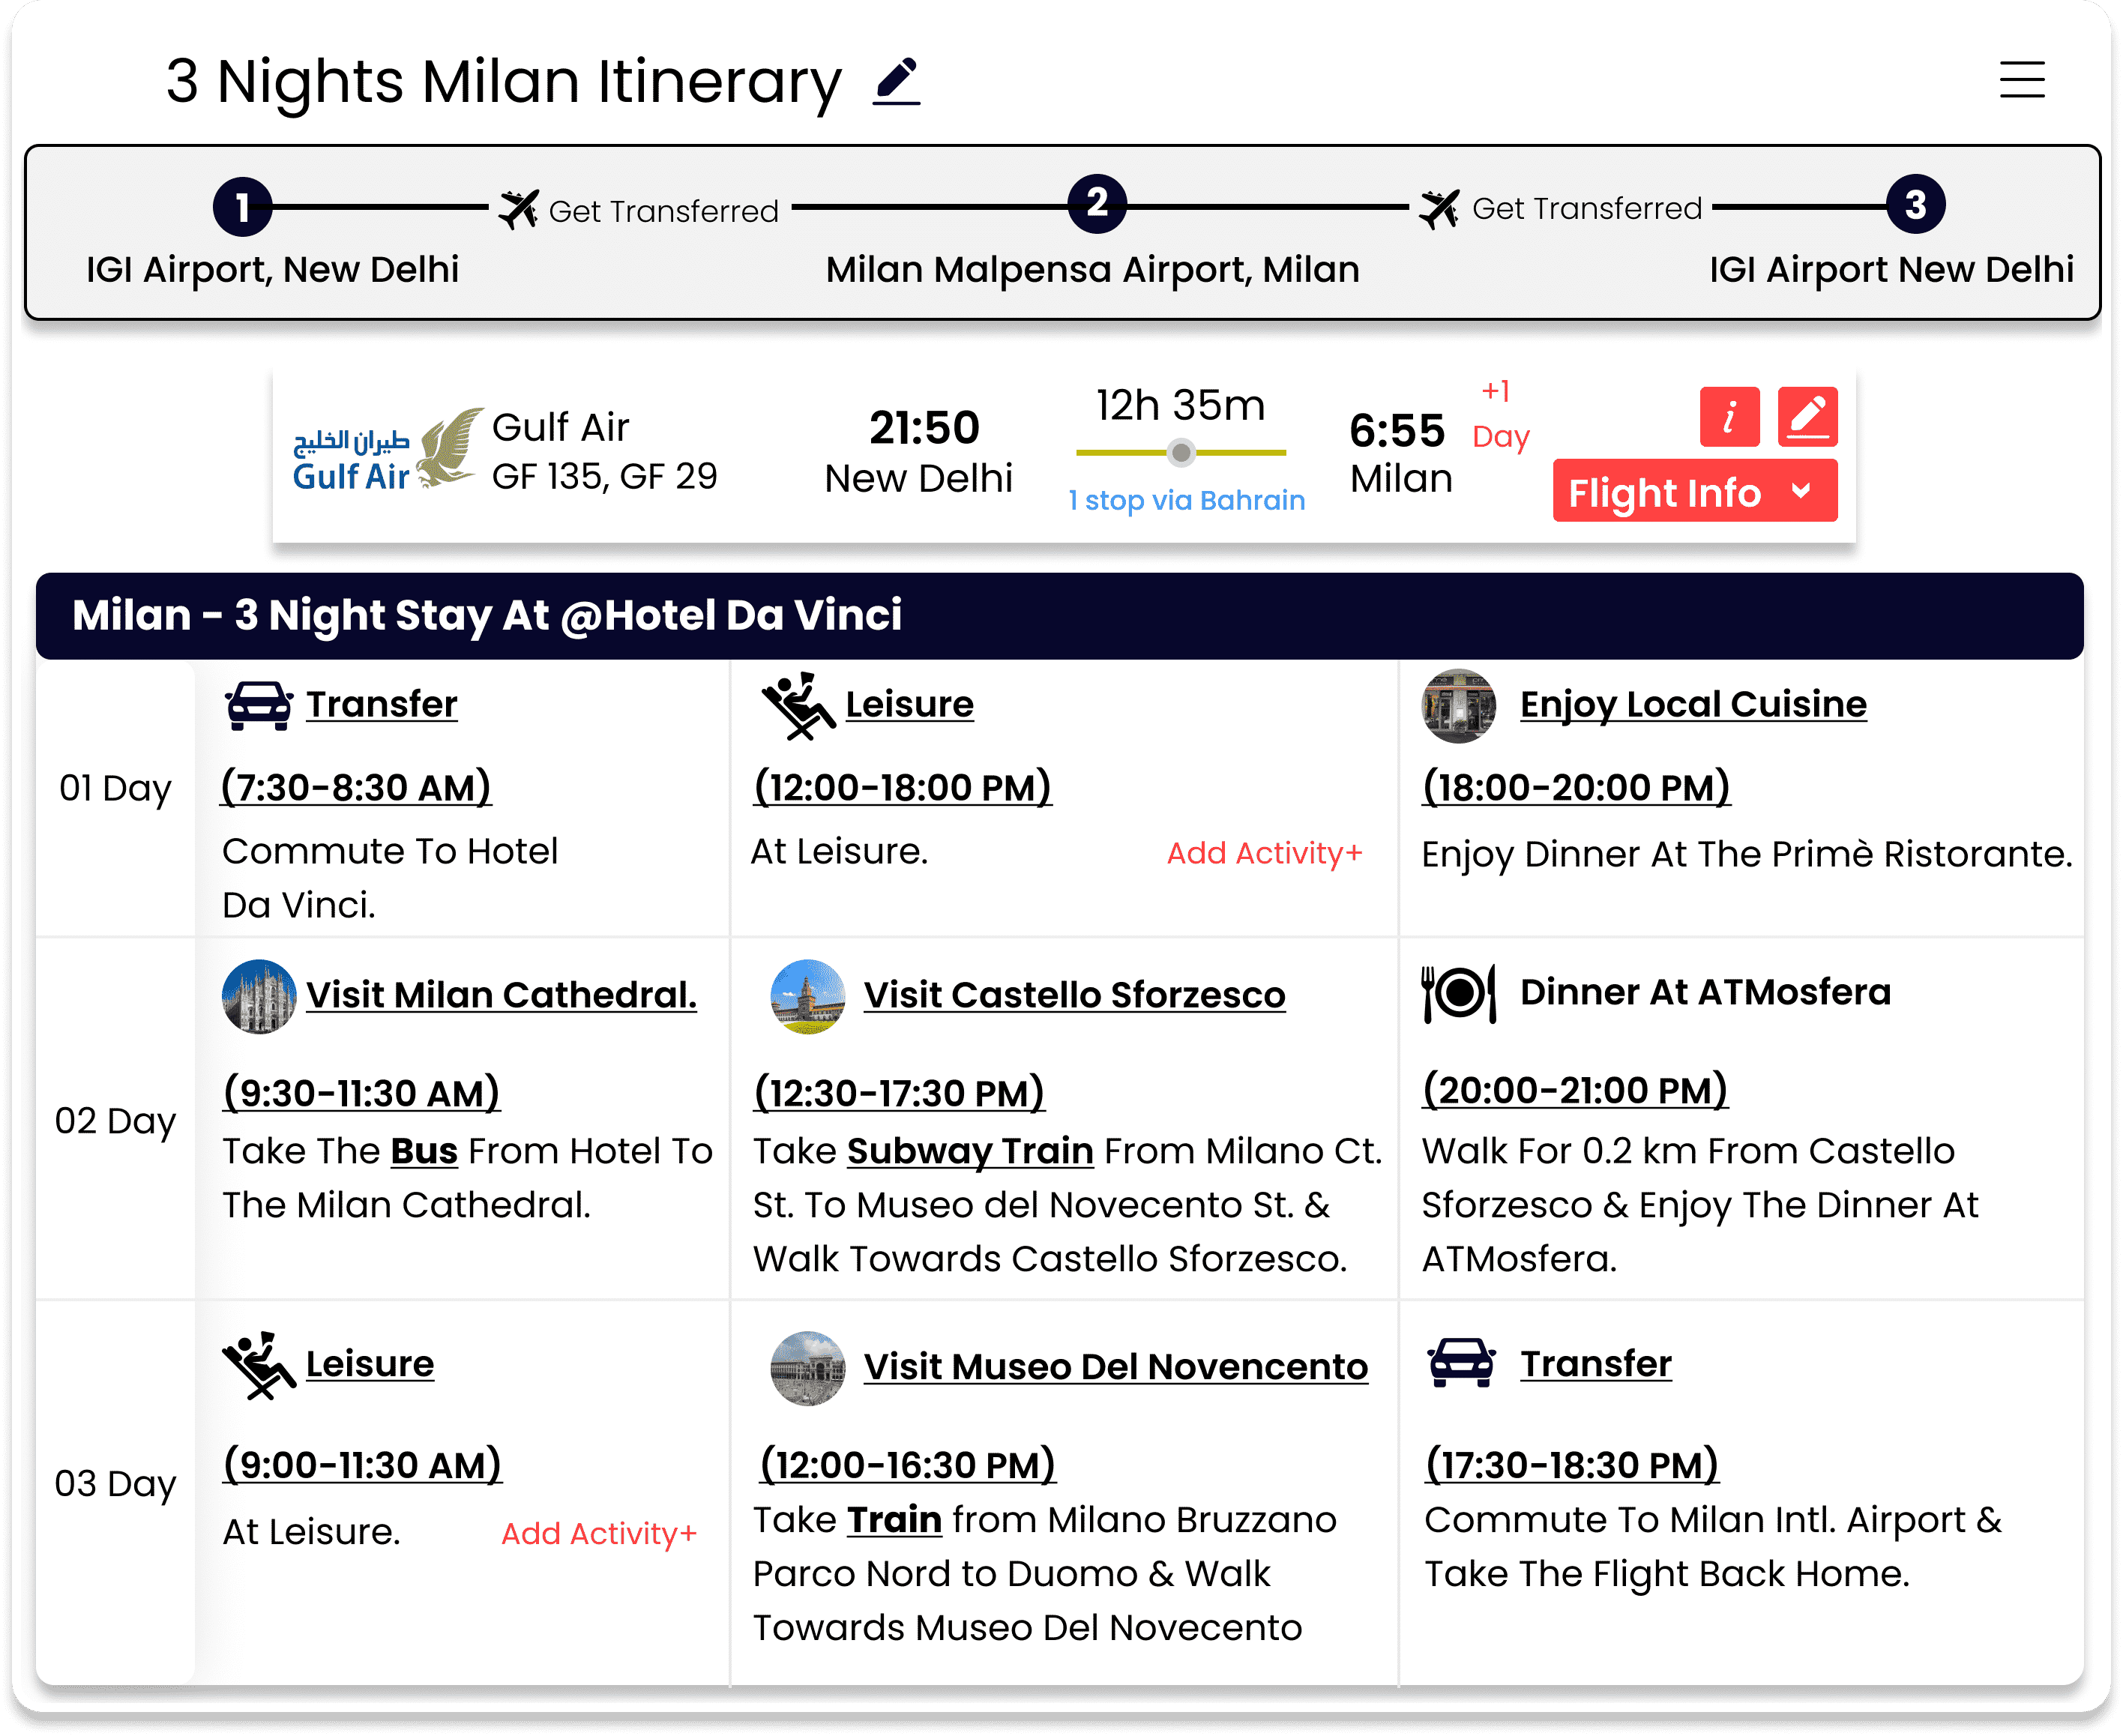 3 Nights Milan Itinerary
1
Get Transferred
2
Get Transferred
3
IGI Airport, New Delhi
Milan Malpensa Airport, Milan
IGI Airport New Delhi
طيران الخليج
Gulf Air
Gulf Air
GF 135, GF 29
21:50
New Delhi
12h 35m
1 stop via Bahrain
6:55
Milan
+1
Day
i
Flight Info
Milan - 3 Night Stay At @Hotel Da Vinci
01 Day
Transfer
(7:30-8:30 AM)
Commute To Hotel
Da Vinci.
Leisure
(12:00-18:00 PM)
At Leisure.
Add Activity+
Enjoy Local Cuisine
(18:00-20:00 PM)
Enjoy Dinner At The Primè Ristorante.
02 Day
Visit Milan Cathedral.
(9:30-11:30 AM)
Take The Bus From Hotel To
The Milan Cathedral.
Visit Castello Sforzesco
(12:30-17:30 PM)
Take Subway Train From Milano Ct.
St. To Museo del Novecento St. &
Walk Towards Castello Sforzesco.
Dinner At ATMosfera
(20:00-21:00 PM)
Walk For 0.2 km From Castello
Sforzesco & Enjoy The Dinner At
ATMosfera.
03 Day
Leisure
(9:00-11:30 AM)
At Leisure.
Add Activity+
Visit Museo Del Novencento
(12:00-16:30 PM)
Take Train from Milano Bruzzano
Parco Nord to Duomo & Walk
Towards Museo Del Novecento
Transfer
(17:30-18:30 PM)
Commute To Milan Intl. Airport &
Take The Flight Back Home.